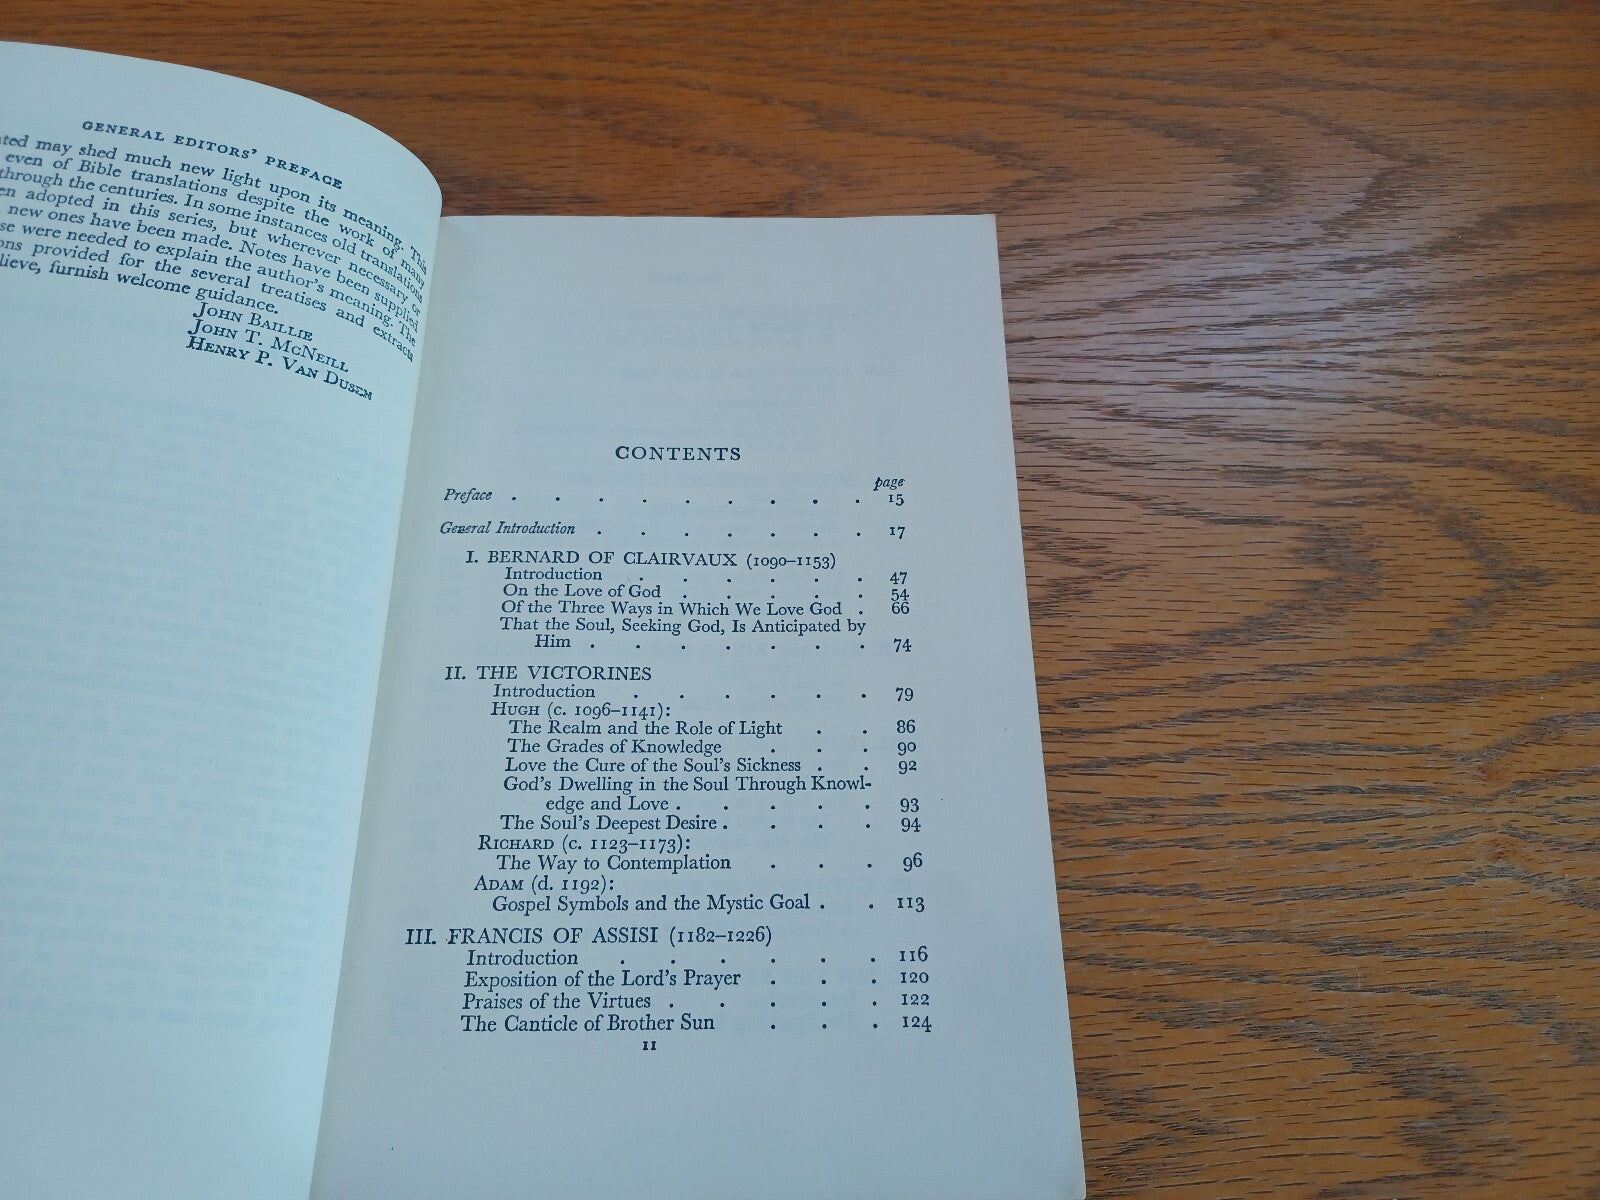 GENERAL EDITORS' PREFACE
may shed much new light upon its meaning. This
even of Bible translations despite the work of many
through the centuries. In some instances old translations
adopted in this series, but wherever necessary or
new ones have been made. Notes have been supplied
were needed to explain the author's meaning. The
provided for the several treatises and extracts
furnish welcome guidance.
JOHN BAILLIE
JOHN T. MCNEILL
HENRY P. VAN DUSEN
CONTENTS
page
Preface . . . . . . . . . 15
General Introduction . . . . . . . 17
I. BERNARD OF CLAIRVAUX (1090–1153)
Introduction . . . . . . 47
On the Love of God . . . . . 54
Of the Three Ways in Which We Love God . 66
That the Soul, Seeking God, Is Anticipated by
Him . . . . . . . 74
II. THE VICTORINES
Introduction . . . . . . 79
HUGH (c. 1096–1141):
The Realm and the Role of Light . . 86
The Grades of Knowledge . . . 90
Love the Cure of the Soul's Sickness . . 92
God's Dwelling in the Soul Through Knowl-
edge and Love . . . . . 93
The Soul's Deepest Desire . . . . 94
RICHARD (c. 1123–1173):
The Way to Contemplation . . . 96
ADAM (d. 1192):
Gospel Symbols and the Mystic Goal . . 113
III. FRANCIS OF ASSISI (1182–1226)
Introduction . . . . . . 116
Exposition of the Lord's Prayer . . . 120
Praises of the Virtues . . . . . 122
The Canticle of Brother Sun . . . 124
11